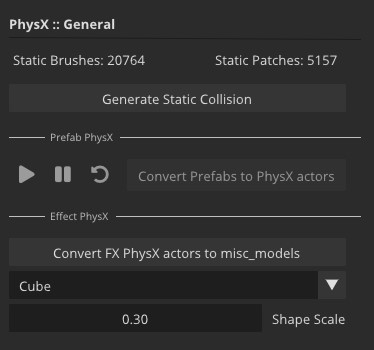 PhysX :: General
Static Brushes: 20764 Static Patches: 5157
Generate Static Collision
Prefab PhysX
Convert Prefabs to PhysX actors
Effect PhysX
Convert FX PhysX actors to misc_models
Cube
0.30 Shape Scale